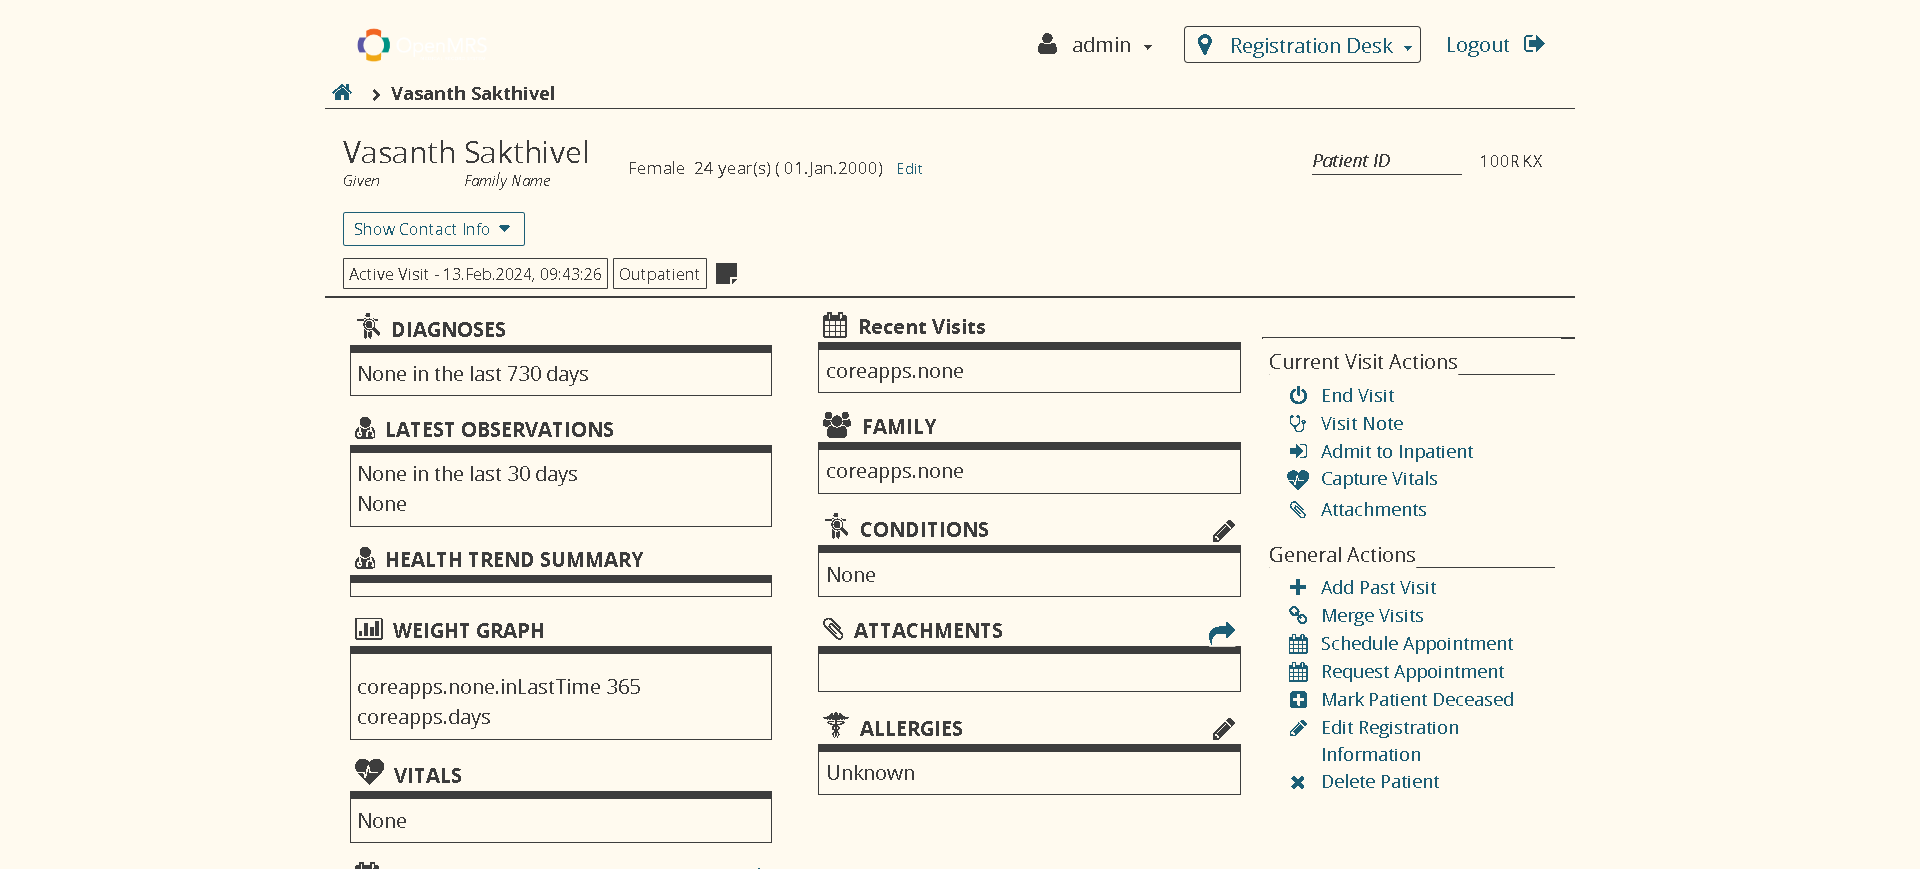 OpenMRS
admin
Registration Desk
Logout
Vasanth Sakthivel
Vasanth Sakthivel
Given Family Name
Female 24 year(s) ( 01.Jan.2000) Edit
Patient ID 100RKX
Show Contact Info
Active Visit - 13.Feb.2024, 09:43:26 Outpatient
DIAGNOSES
None in the last 730 days
LATEST OBSERVATIONS
None in the last 30 days
None
HEALTH TREND SUMMARY
WEIGHT GRAPH
coreapps.none.inLastTime 365
coreapps.days
VITALS
None
Recent Visits
coreapps.none
FAMILY
coreapps.none
CONDITIONS
None
ATTACHMENTS
ALLERGIES
Unknown
Current Visit Actions
End Visit
Visit Note
Admit to Inpatient
Capture Vitals
Attachments
General Actions
Add Past Visit
Merge Visits
Schedule Appointment
Request Appointment
Mark Patient Deceased
Edit Registration
Information
Delete Patient